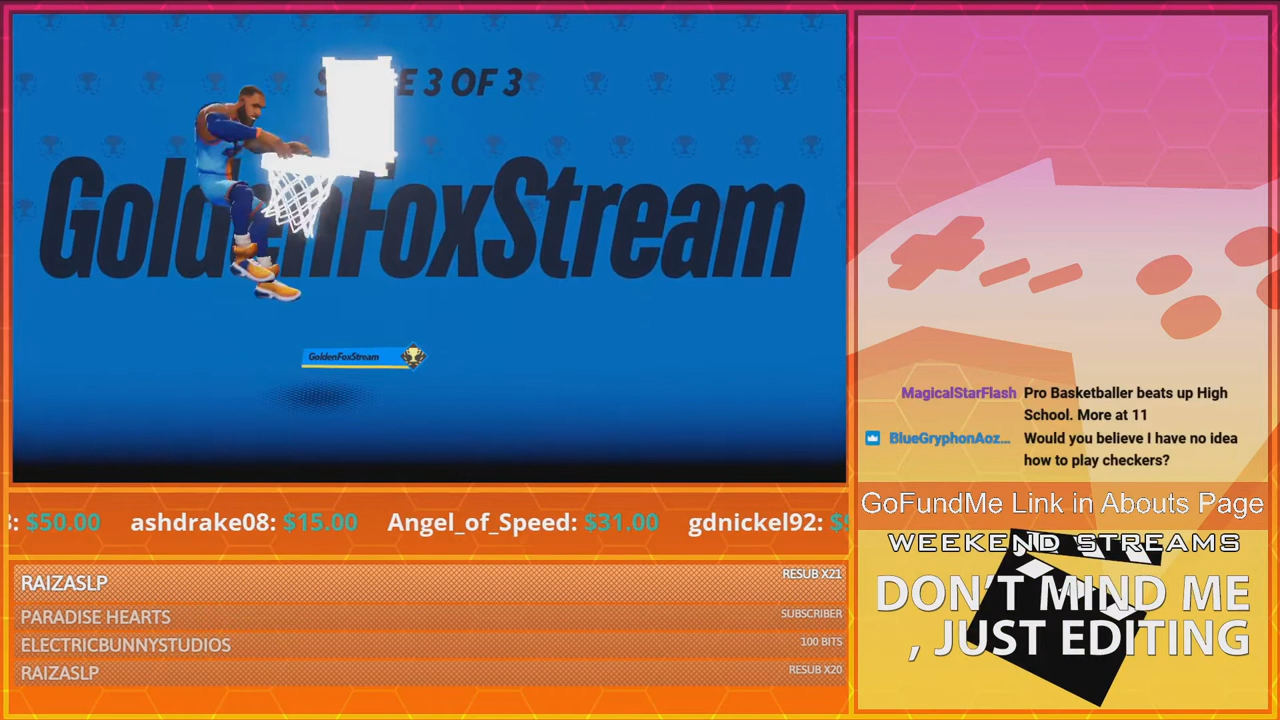 S E 3 OF 3
GoldenFoxStream
GoldenFoxStream
MagicalStarFlash Pro Basketballer beats up High
School. More at 11
BlueGryphonAoz... Would you believe I have no idea
how to play checkers?
: $50.00 ashdrake08: $15.00 Angel_of_Speed: $31.00 gdnickel92: $
GoFundMe Link in Abouts Page
WEEKEND STREAMS
DON'T MIND ME
, JUST EDITING
RAIZASLP RESUB X21
PARADISE HEARTS SUBSCRIBER
ELECTRICBUNNYSTUDIOS 100 BITS
RAIZASLP RESUB X20